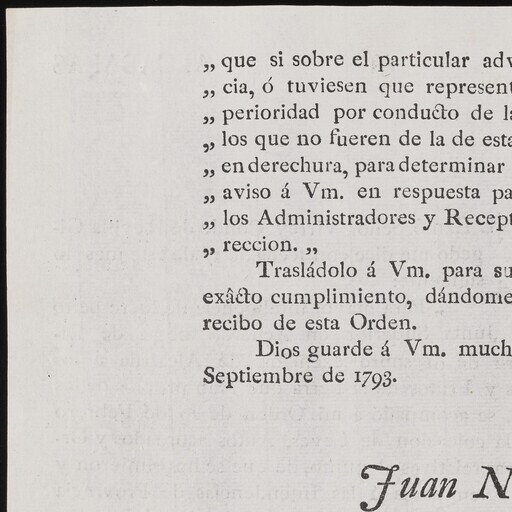 „ que si sobre el particular adv
„ cia, ó tuviesen que represent
„ perioridad por conducto de la
„ los que no fueren de la de esta
„ en derechura, para determinar
„ aviso á Vm. en respuesta pa
„ los Administradores y Recept
„ reccion. „
Trasládolo á Vm. para su
exâcto cumplimiento, dándome
recibo de esta Orden.
Dios guarde á Vm. much
Septiembre de 1793.
Juan N